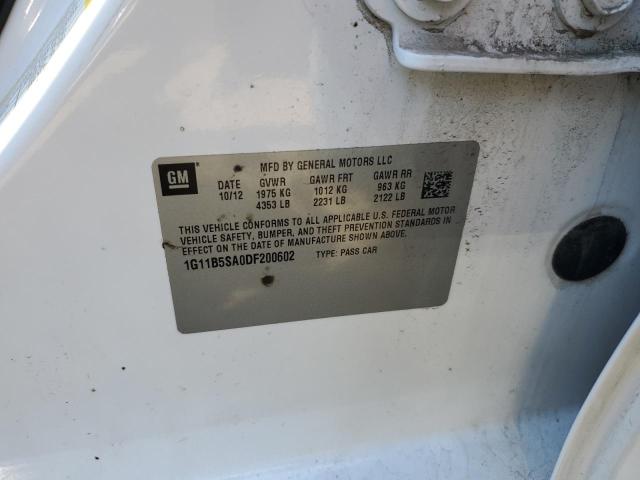 GM
MFD BY GENERAL MOTORS LLC
DATE GVWR GAWR FRT GAWR RR
10/12 1975 KG 1012 KG 963 KG
4353 LB 2231 LB 2122 LB
THIS VEHICLE CONFORMS TO ALL APPLICABLE U.S. FEDERAL MOTOR
VEHICLE SAFETY, BUMPER, AND THEFT PREVENTION STANDARDS IN
EFFECT ON THE DATE OF MANUFACTURE SHOWN ABOVE.
1G11B5SA0DF200602 TYPE: PASS CAR